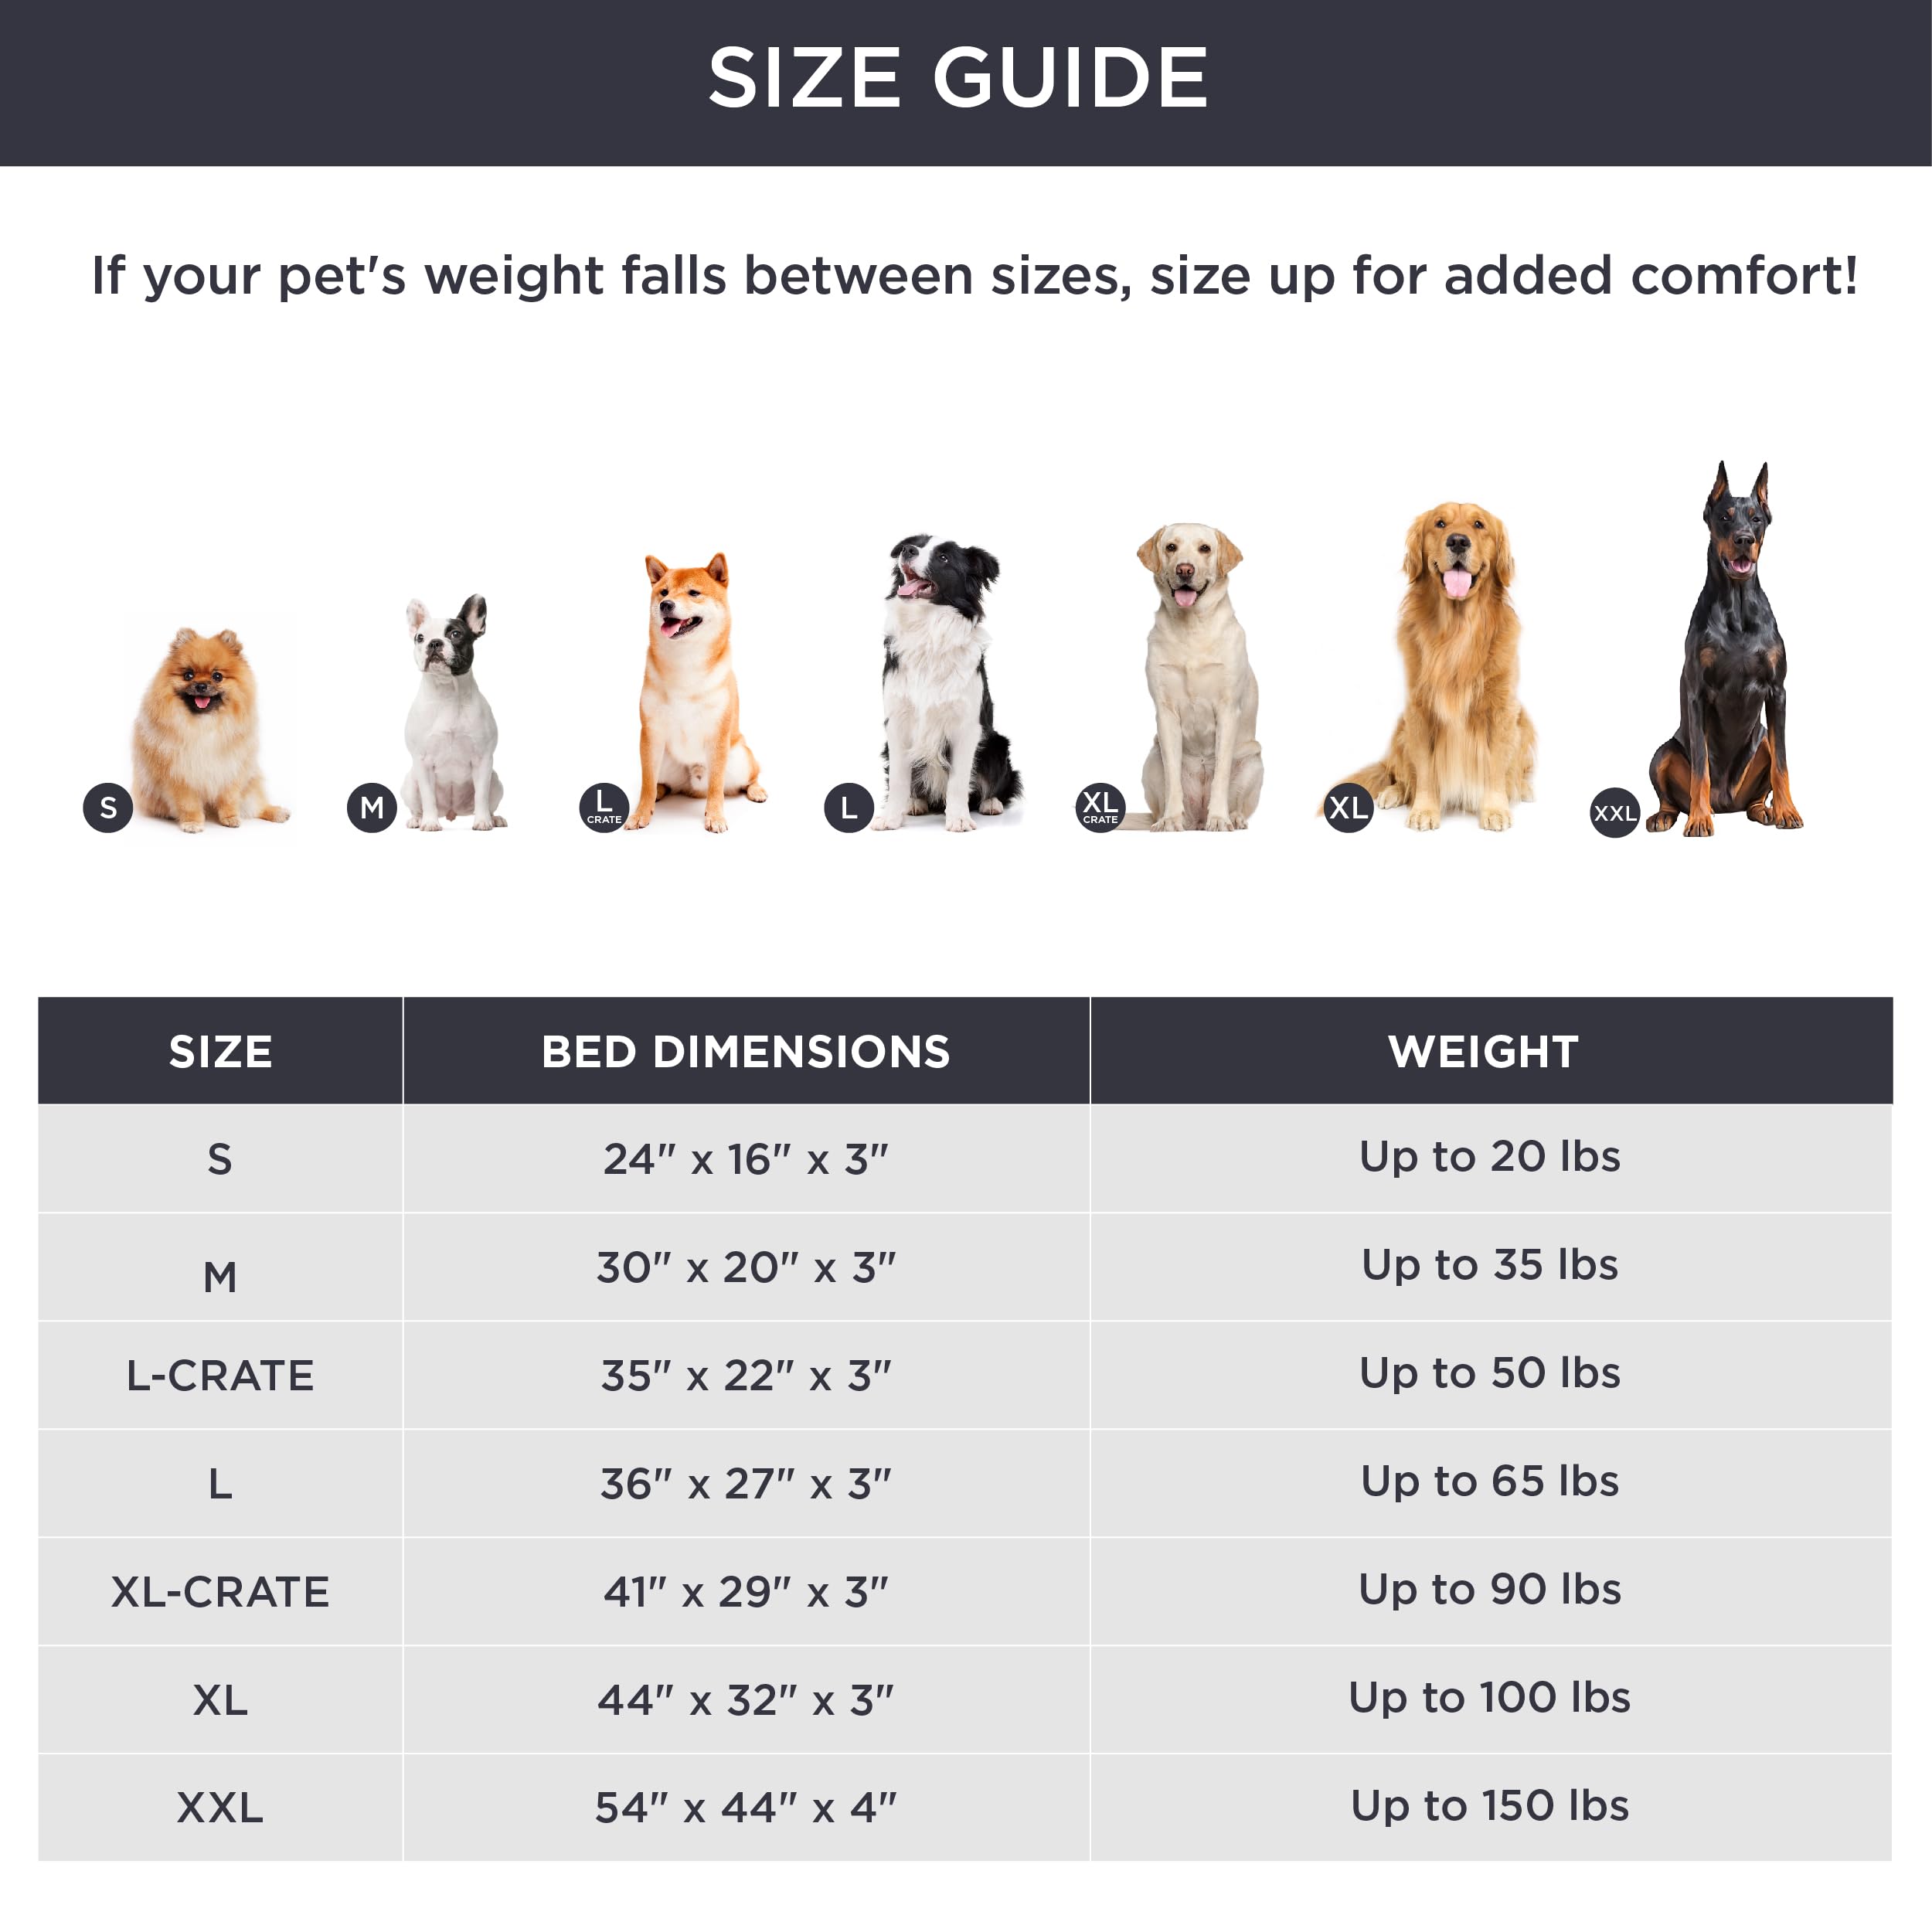 SIZE GUIDE
If your pet's weight falls between sizes, size up for added comfort!
S
M
L
CRATE
L
XL
CRATE
XL
XXL
SIZE BED DIMENSIONS WEIGHT
S 24" x 16" x 3" Up to 20 lbs
M 30" x 20" x 3" Up to 35 lbs
L-CRATE 35" x 22" x 3" Up to 50 lbs
L 36" x 27" x 3" Up to 65 lbs
XL-CRATE 41" x 29" x 3" Up to 90 lbs
XL 44" x 32" x 3" Up to 100 lbs
XXL 54" x 44" x 4" Up to 150 lbs